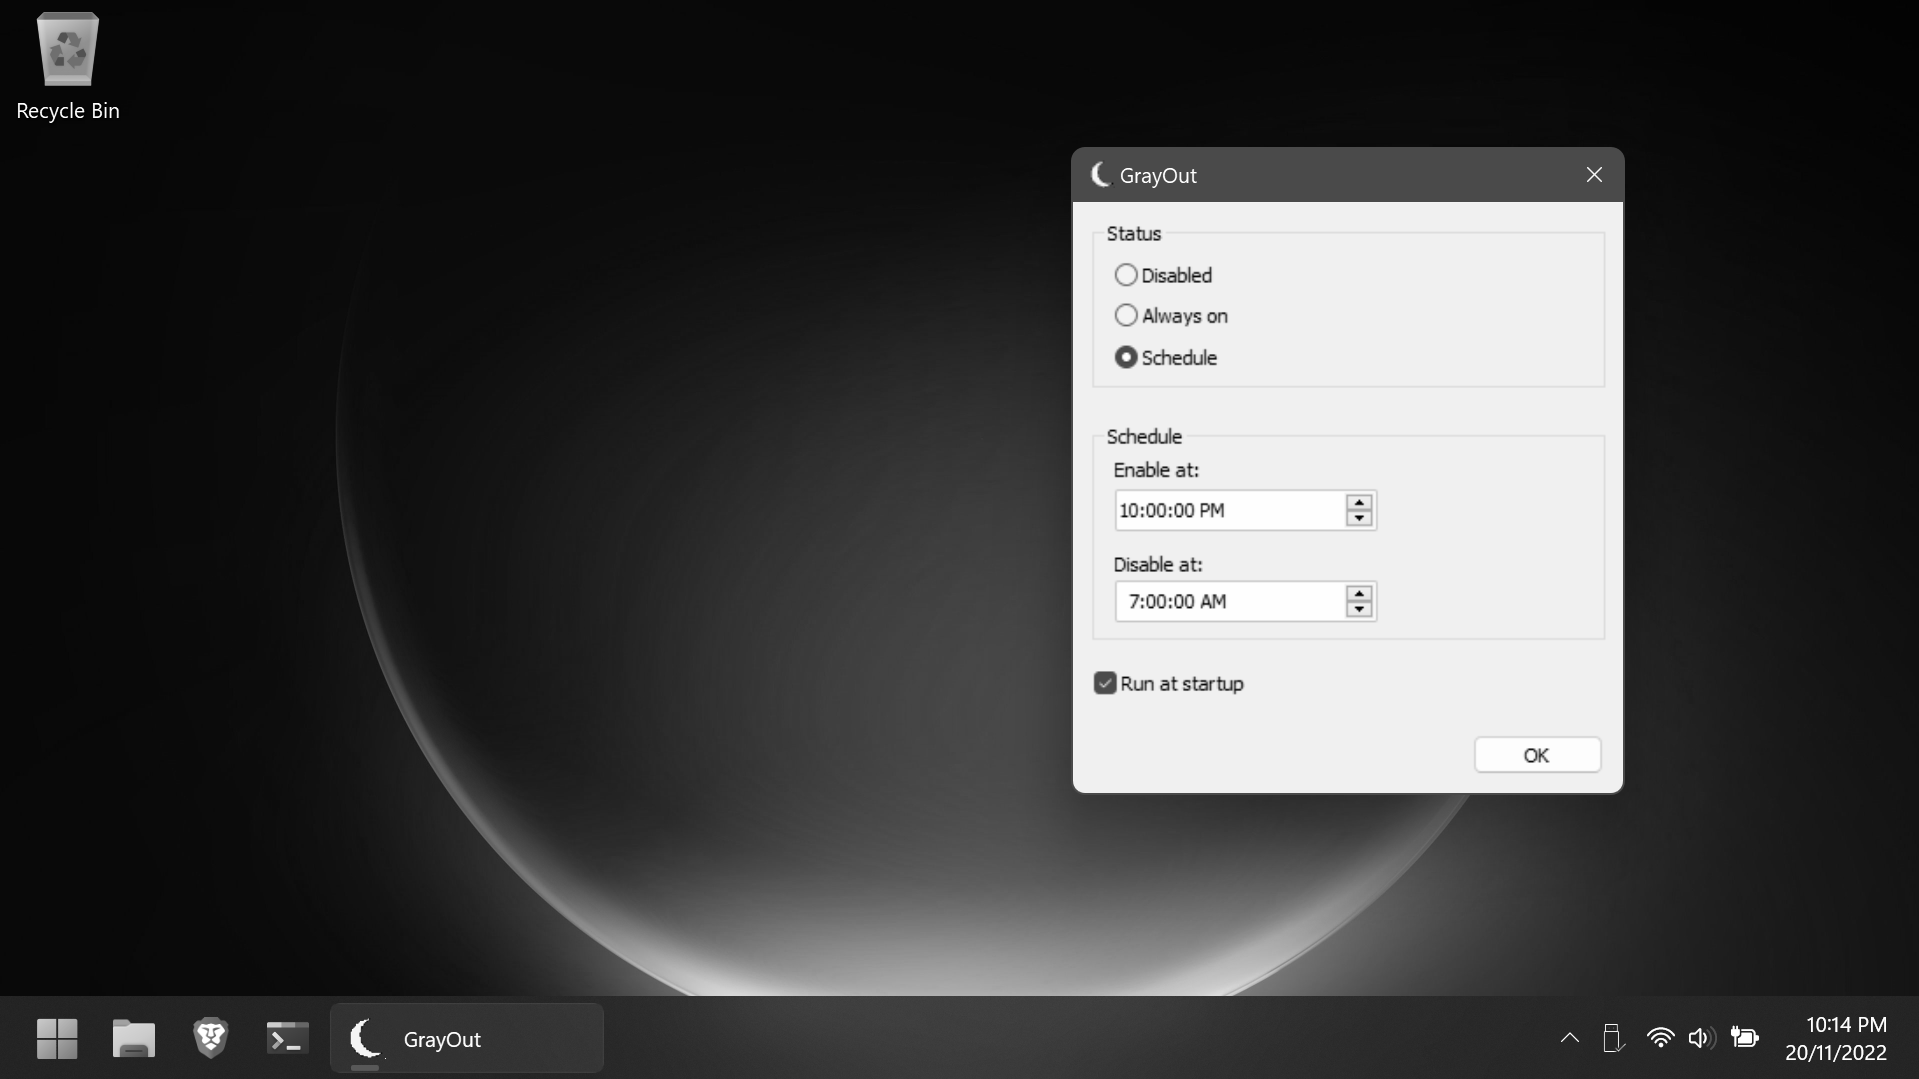 Recycle Bin
GrayOut
Status
Disabled
Always on
Schedule
Schedule
Enable at:
10:00:00 PM
Disable at:
7:00:00 AM
Run at startup
OK
GrayOut
10:14 PM
20/11/2022